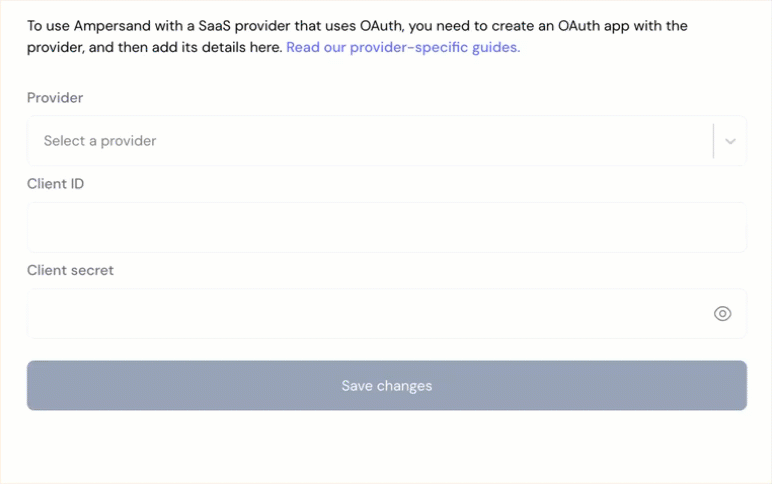 To use Ampersand with a SaaS provider that uses OAuth, you need to create an OAuth app with the
provider, and then add its details here. Read our provider-specific guides.
Provider
Select a provider
Client ID
Client secret
Save changes